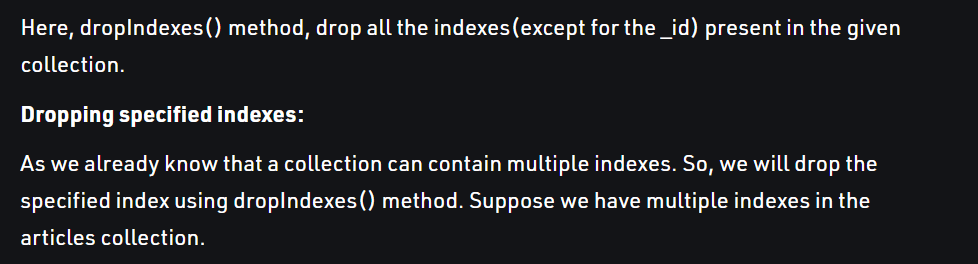 Here, dropIndexes() method, drop all the indexes(except for the _id) present in the given
collection.
Dropping specified indexes:
As we already know that a collection can contain multiple indexes. So, we will drop the
specified index using dropIndexes() method. Suppose we have multiple indexes in the
articles collection.